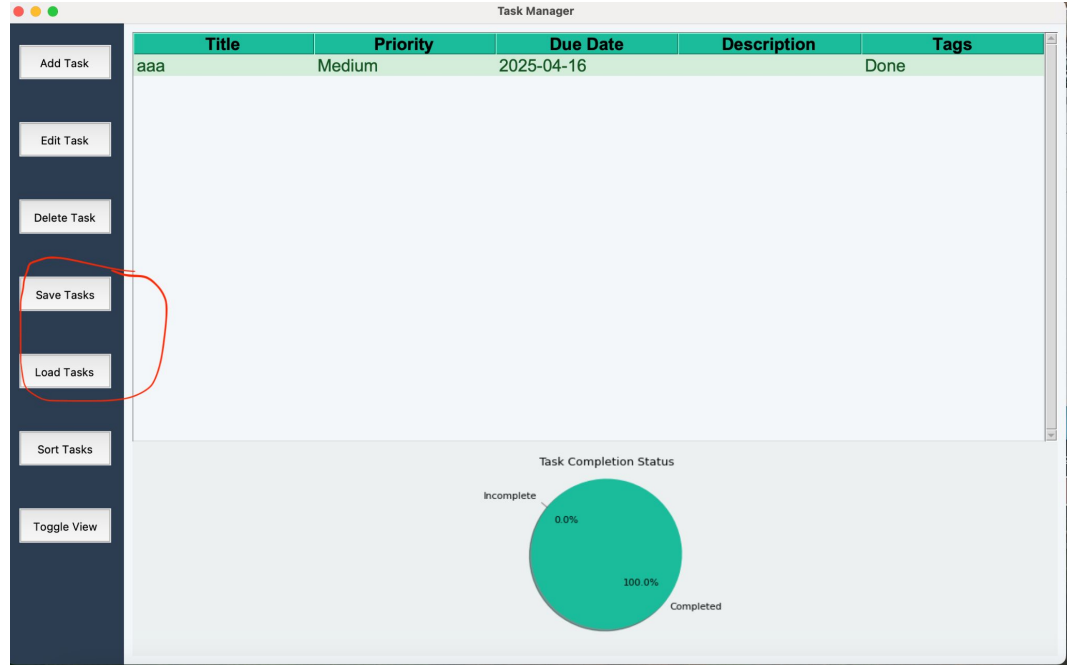 Task Manager
Title Priority Due Date Description Tags
aaa Medium 2025-04-16 Done
Add Task
Edit Task
Delete Task
Save Tasks
Load Tasks
Sort Tasks
Toggle View
Task Completion Status
Incomplete
0.0%
100.0%
Completed